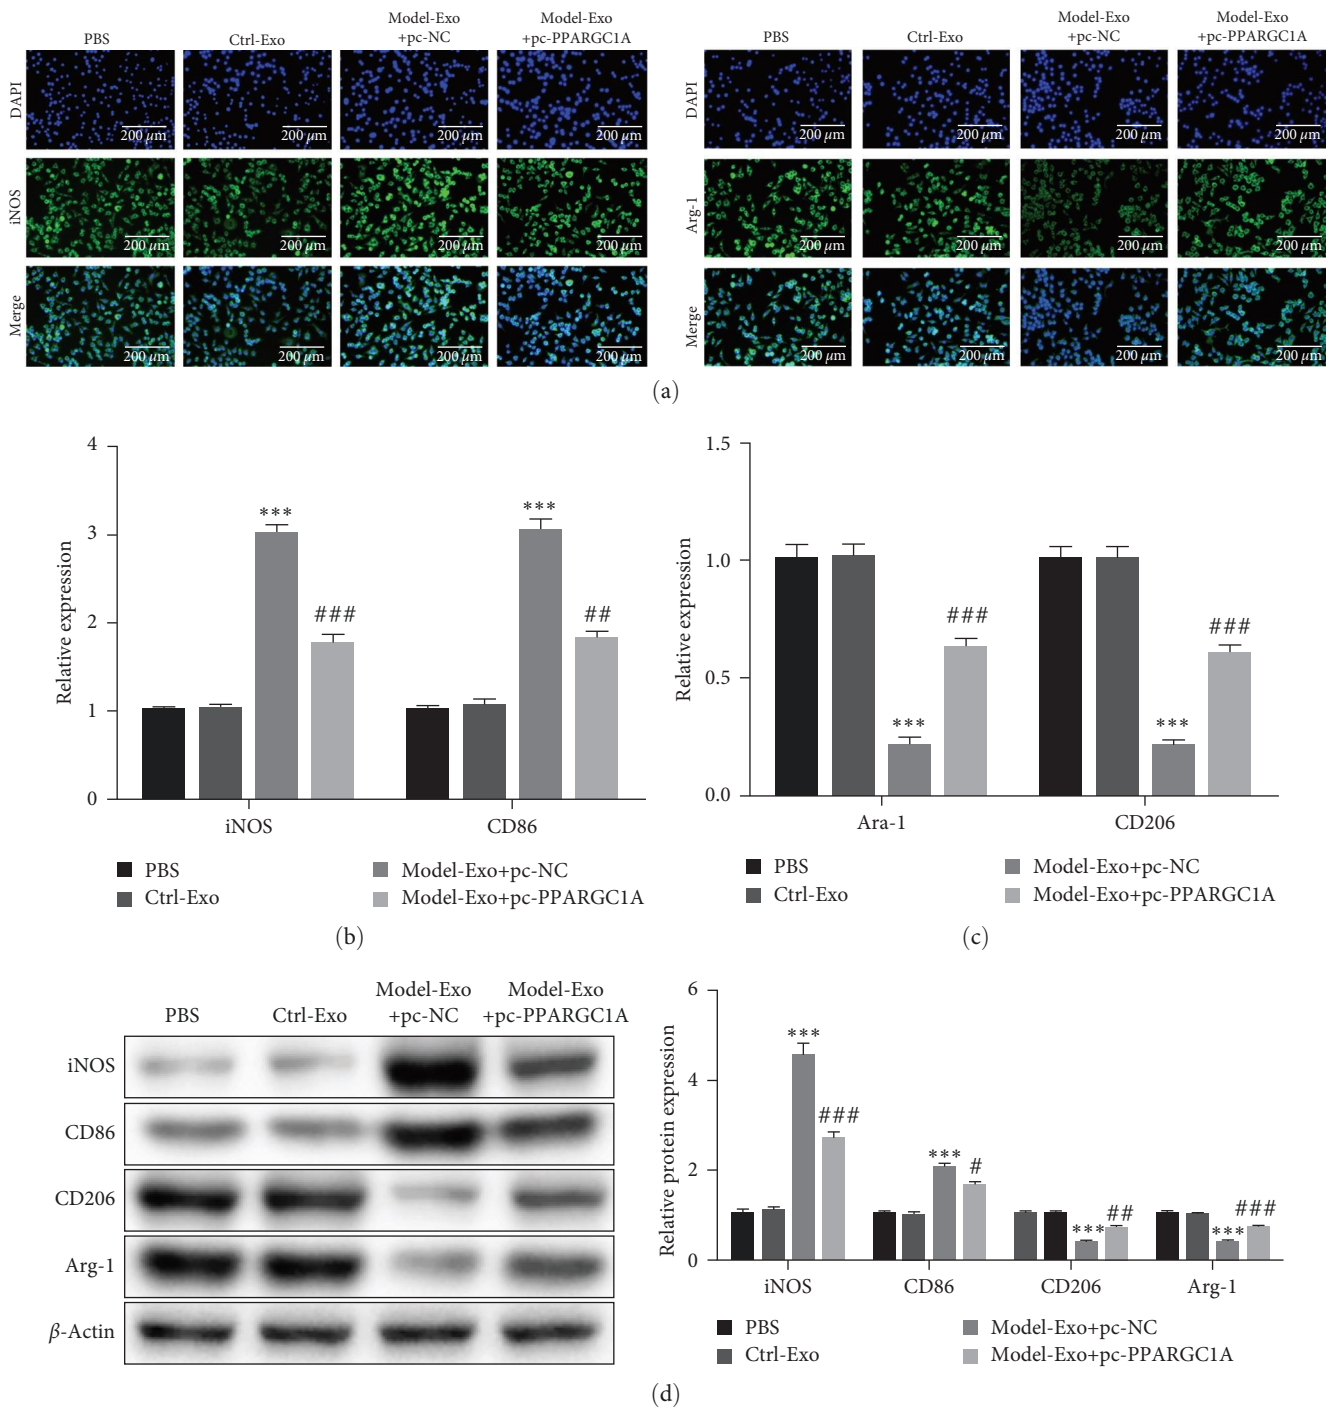 PBS
Ctrl-Exo
Model-Exo
+pc-NC
Model-Exo
+pc-PPARGC1A
DAPI
200 µm
200 µm
200 µm
200 µm
iNOS
200 µm
200 µm
200 µm
200 µm
Merge
200 µm
200 µm
200 µm
200 µm
PBS
Ctrl-Exo
Model-Exo
+pc-NC
Model-Exo
+pc-PPARGC1A
DAPI
200 µm
200 µm
200 µm
200 µm
Arg-1
200 µm
200 µm
200 µm
200 µm
Merge
200 µm
200 µm
200 µm
200 µm
(a)
Relative expression
4
3
2
1
0
***
###
***
##
iNOS
CD86
PBS
Ctrl-Exo
Model-Exo+pc-NC
Model-Exo+pc-PPARGC1A
(b)
Relative expression
1.5
1.0
0.5
0.0
***
###
***
###
Ara-1
CD206
PBS
Ctrl-Exo
Model-Exo+pc-NC
Model-Exo+pc-PPARGC1A
(c)
PBS
Ctrl-Exo
Model-Exo
+pc-NC
Model-Exo
+pc-PPARGC1A
iNOS
CD86
CD206
Arg-1
β-Actin
Relative protein expression
6
4
2
0
***
###
***
#
***
##
***
###
iNOS
CD86
CD206
Arg-1
PBS
Ctrl-Exo
Model-Exo+pc-NC
Model-Exo+pc-PPARGC1A
(d)